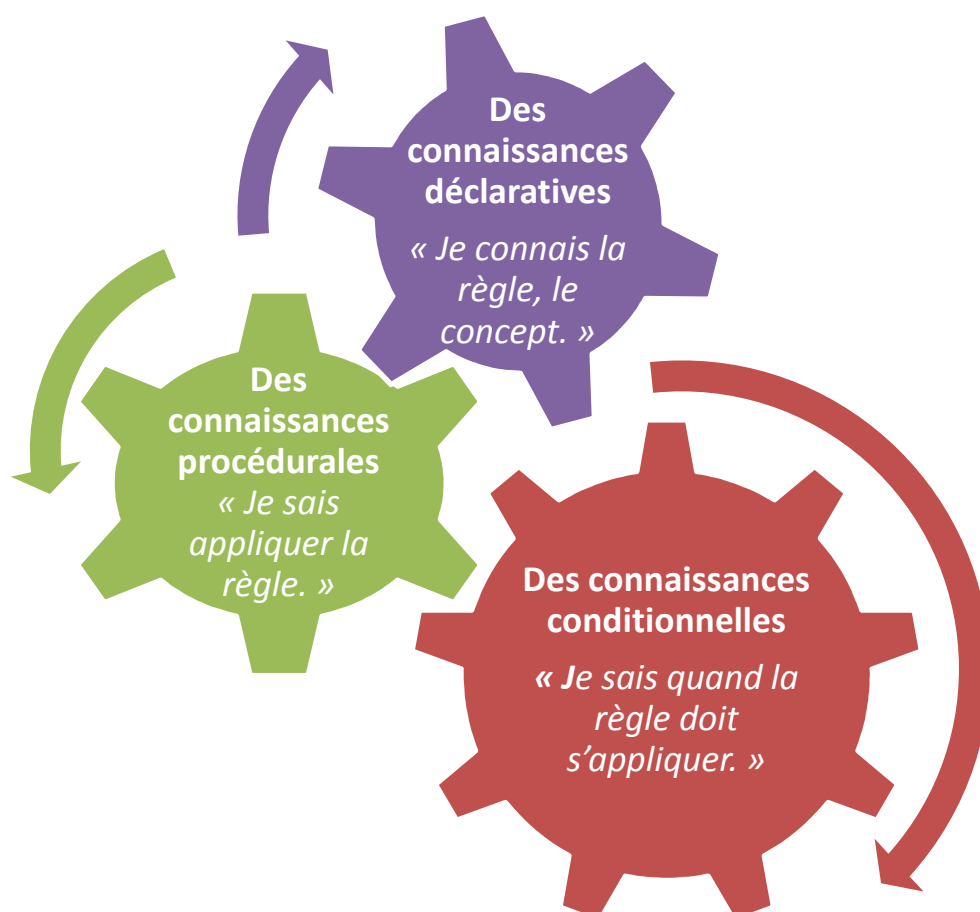 Des
connaissances
déclaratives
« Je connais la
règle, le
concept. »
Des
connaissances
procédurales
« Je sais
appliquer la
règle. »
Des connaissances
conditionnelles
« Je sais quand la
règle doit
s’appliquer. »